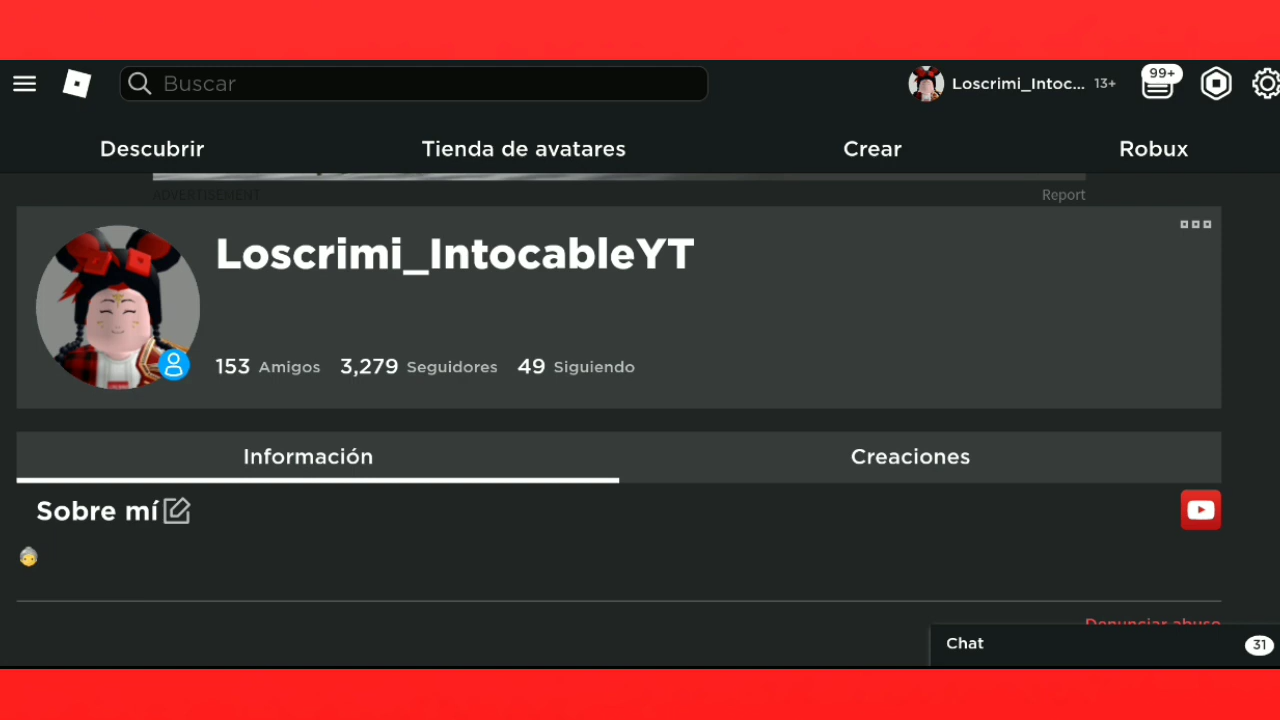 Buscar
Loscrimi_Intoc... 13+
99+
Descubrir Tienda de avatares Crear Robux
ADVERTISEMENT Report
Loscrimi_IntocableYT
153 Amigos 3,279 Seguidores 49 Siguiendo
Información Creaciones
Sobre mí
Denunciar abuso
Chat 31